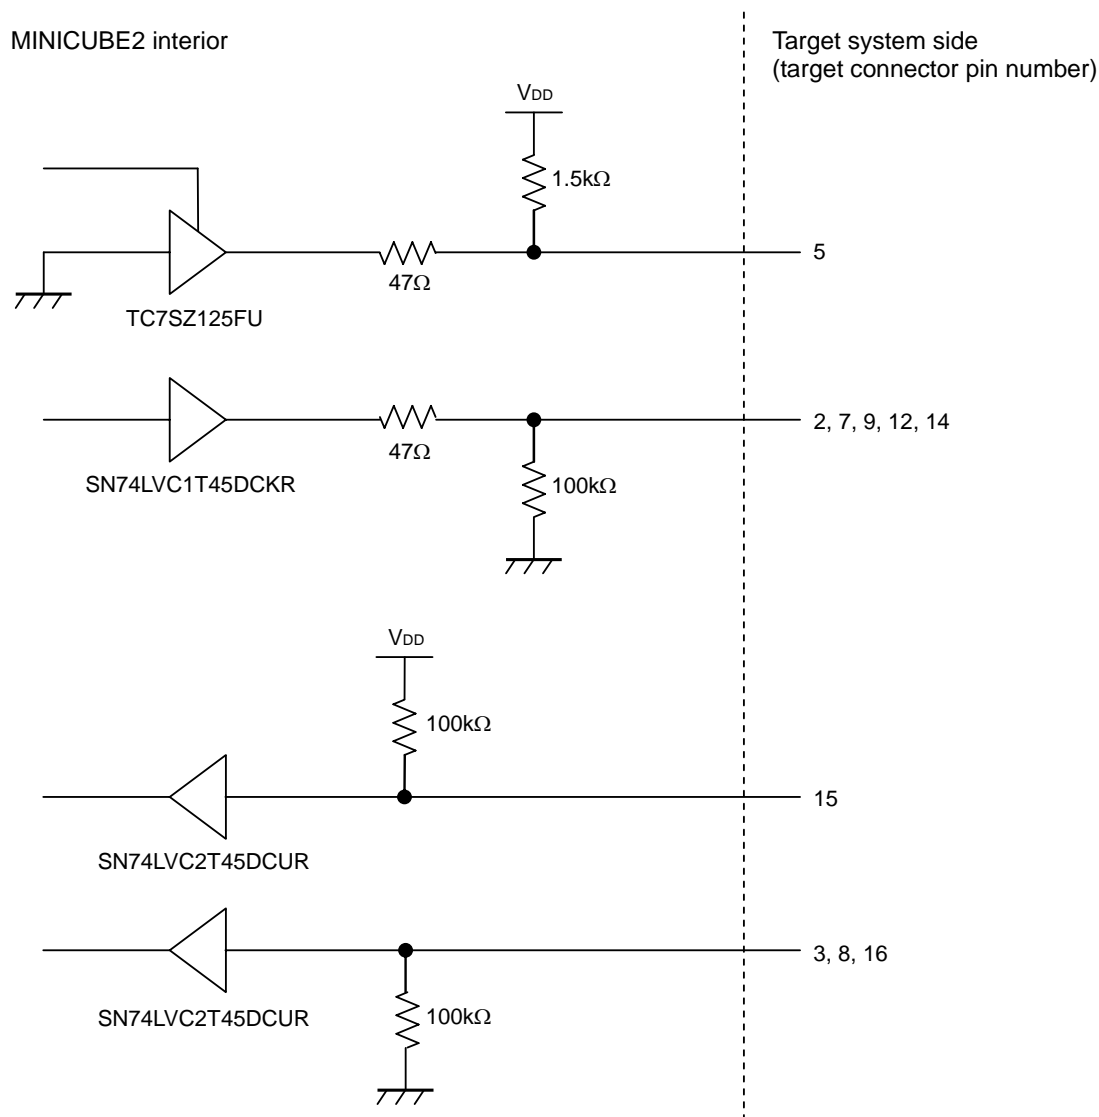 MINICUBE2 interior
Target system side
(target connector pin number)
VDD
1.5kΩ
5
47Ω
TC7SZ125FU
2, 7, 9, 12, 14
47Ω
SN74LVC1T45DCKR
100kΩ
VDD
100kΩ
15
SN74LVC2T45DCUR
3, 8, 16
SN74LVC2T45DCUR
100kΩ